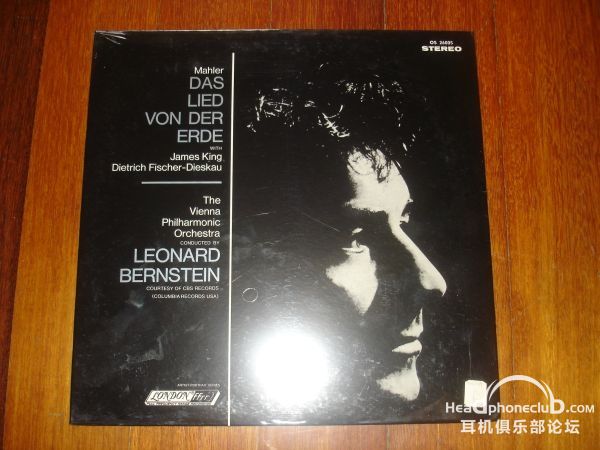 OS 26005
STEREO
Mahler
DAS
LIED
VON DER
ERDE
WITH
James King
Dietrich Fischer-Dieskau
The
Vienna
Philharmonic
Orchestra
CONDUCTED BY
LEONARD
BERNSTEIN
COURTESY OF CBS RECORDS
(COLUMBIA RECORDS USA)
LONDON ffrr
HeadphoneclubD.com
耳机俱乐部论坛